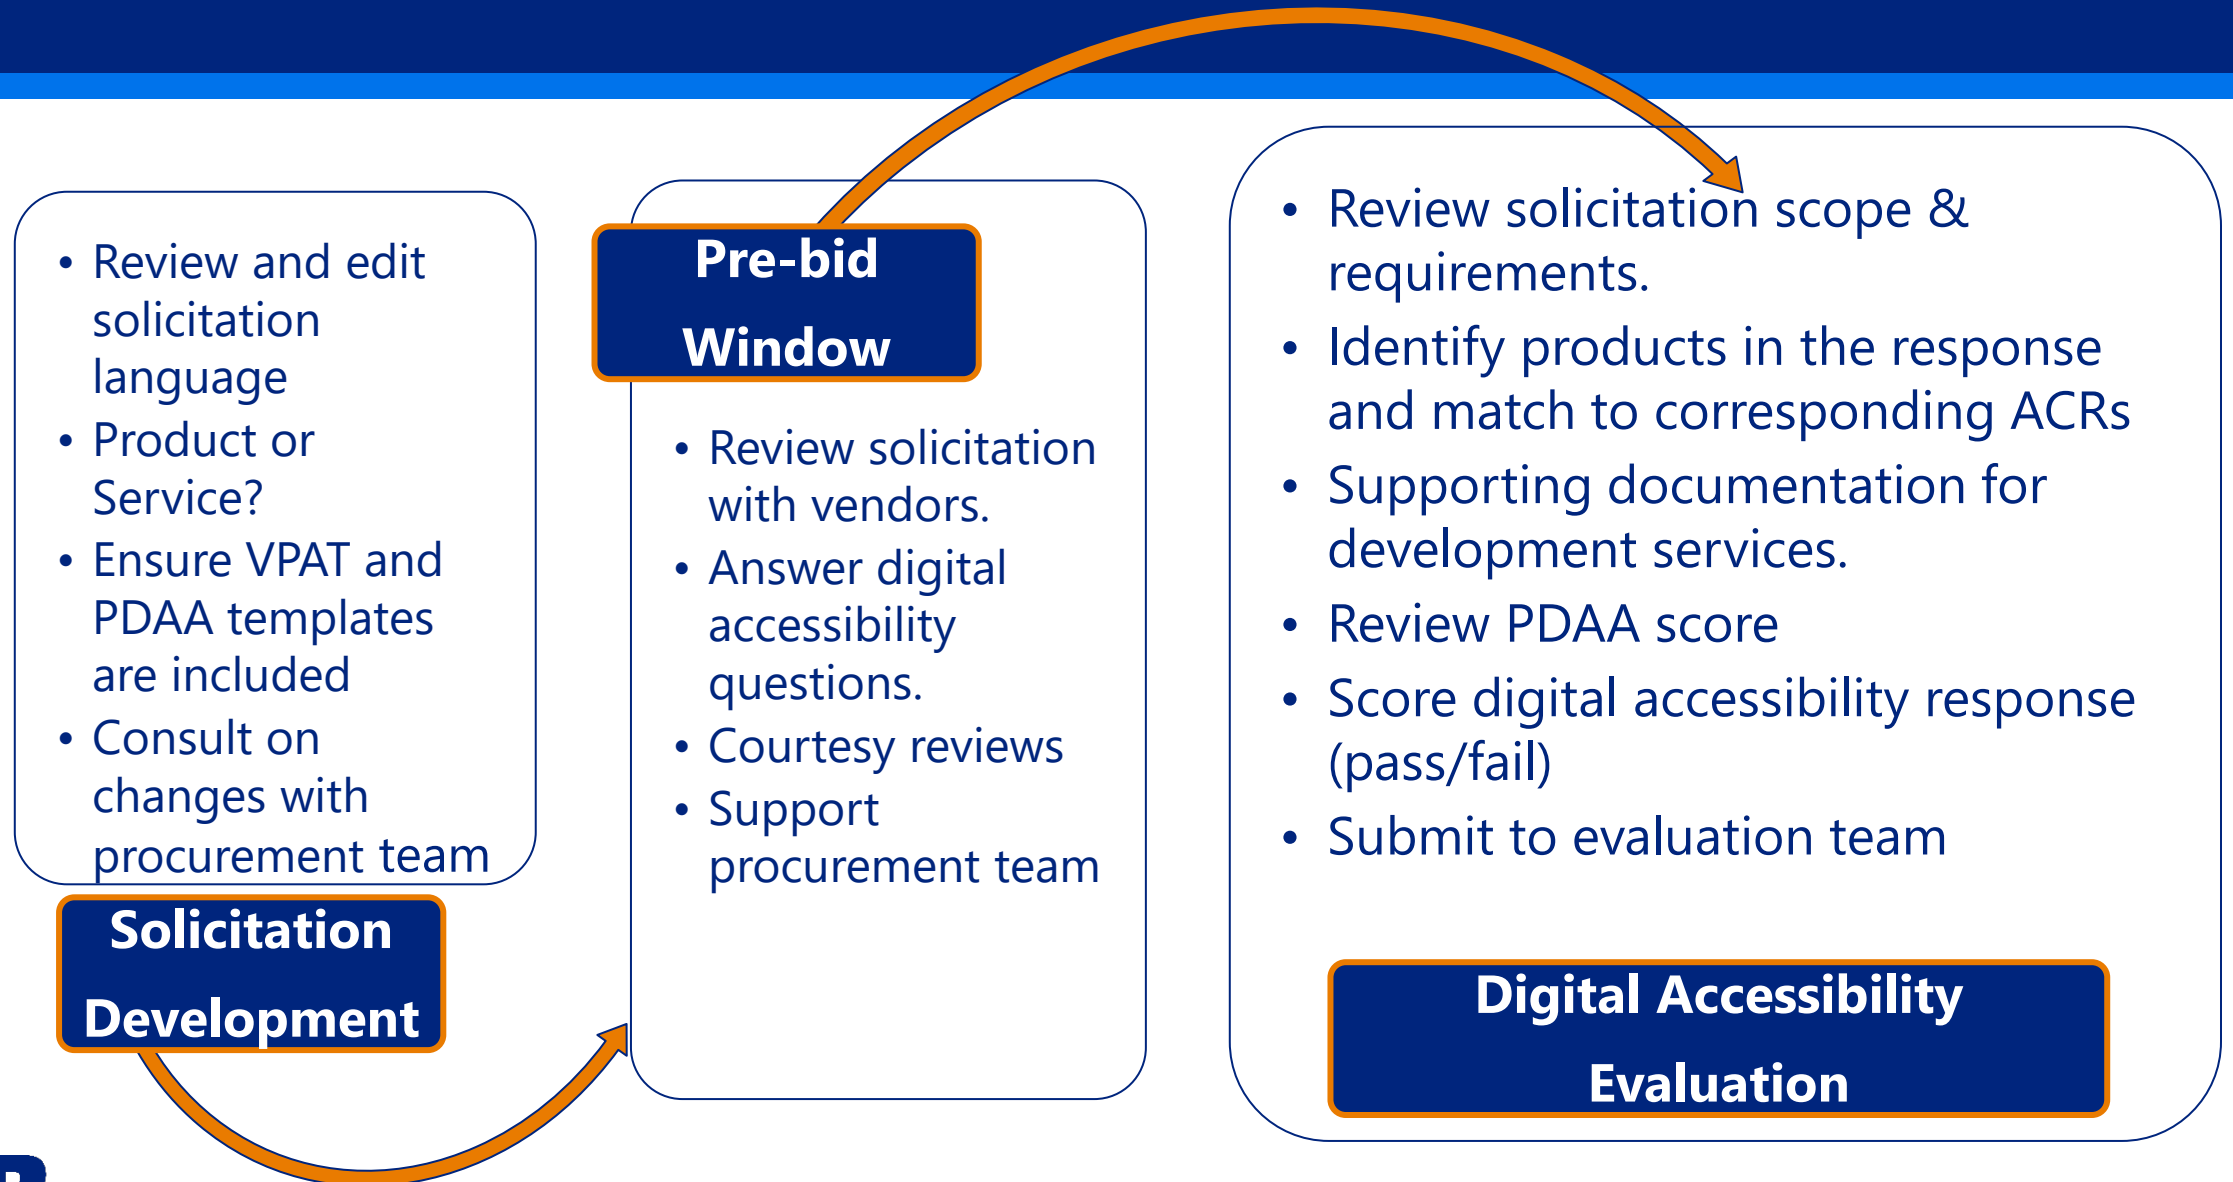 • Review and edit
solicitation
language
• Product or
Service?
• Ensure VPAT and
PDAA templates
are included
• Consult on
changes with
procurement team
Solicitation
Development
Pre-bid
Window
• Review solicitation
with vendors.
• Answer digital
accessibility
questions.
• Courtesy reviews
• Support
procurement team
• Review solicitation scope &
requirements.
• Identify products in the response
and match to corresponding ACRs
• Supporting documentation for
development services.
• Review PDAA score
• Score digital accessibility response
(pass/fail)
• Submit to evaluation team
Digital Accessibility
Evaluation